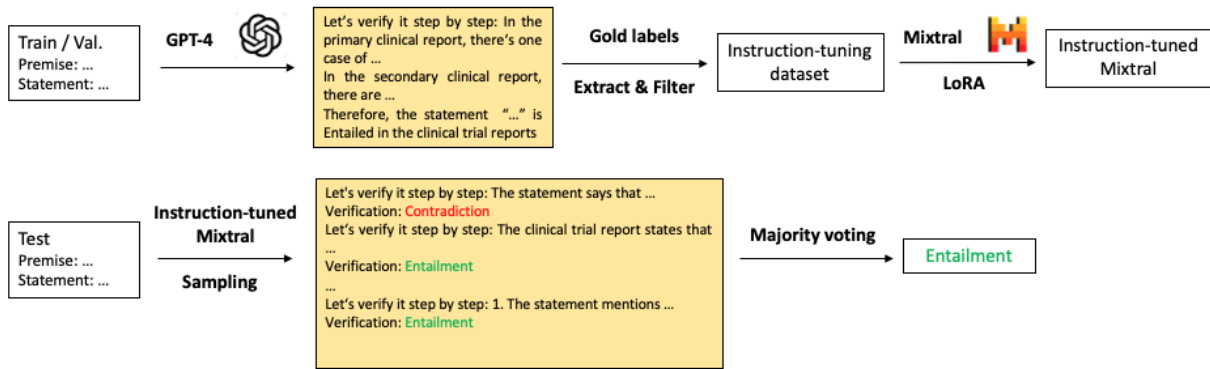 Train / Val.
Premise: ...
Statement: ...
GPT-4
Let's verify it step by step: In the
primary clinical report, there's one
case of ...
In the secondary clinical report,
there are ...
Therefore, the statement "..." is
Entailed in the clinical trial reports
Gold labels
Extract & Filter
Instruction-tuning
dataset
Mixtral
LoRA
Instruction-tuned
Mixtral
Test
Premise: ...
Statement: ...
Instruction-tuned
Mixtral
Sampling
Let's verify it step by step: The statement says that ...
Verification: Contradiction
Let's verify it step by step: The clinical trial report states that
...
Verification: Entailment
...
Let's verify it step by step: 1. The statement mentions ...
Verification: Entailment
Majority voting
Entailment